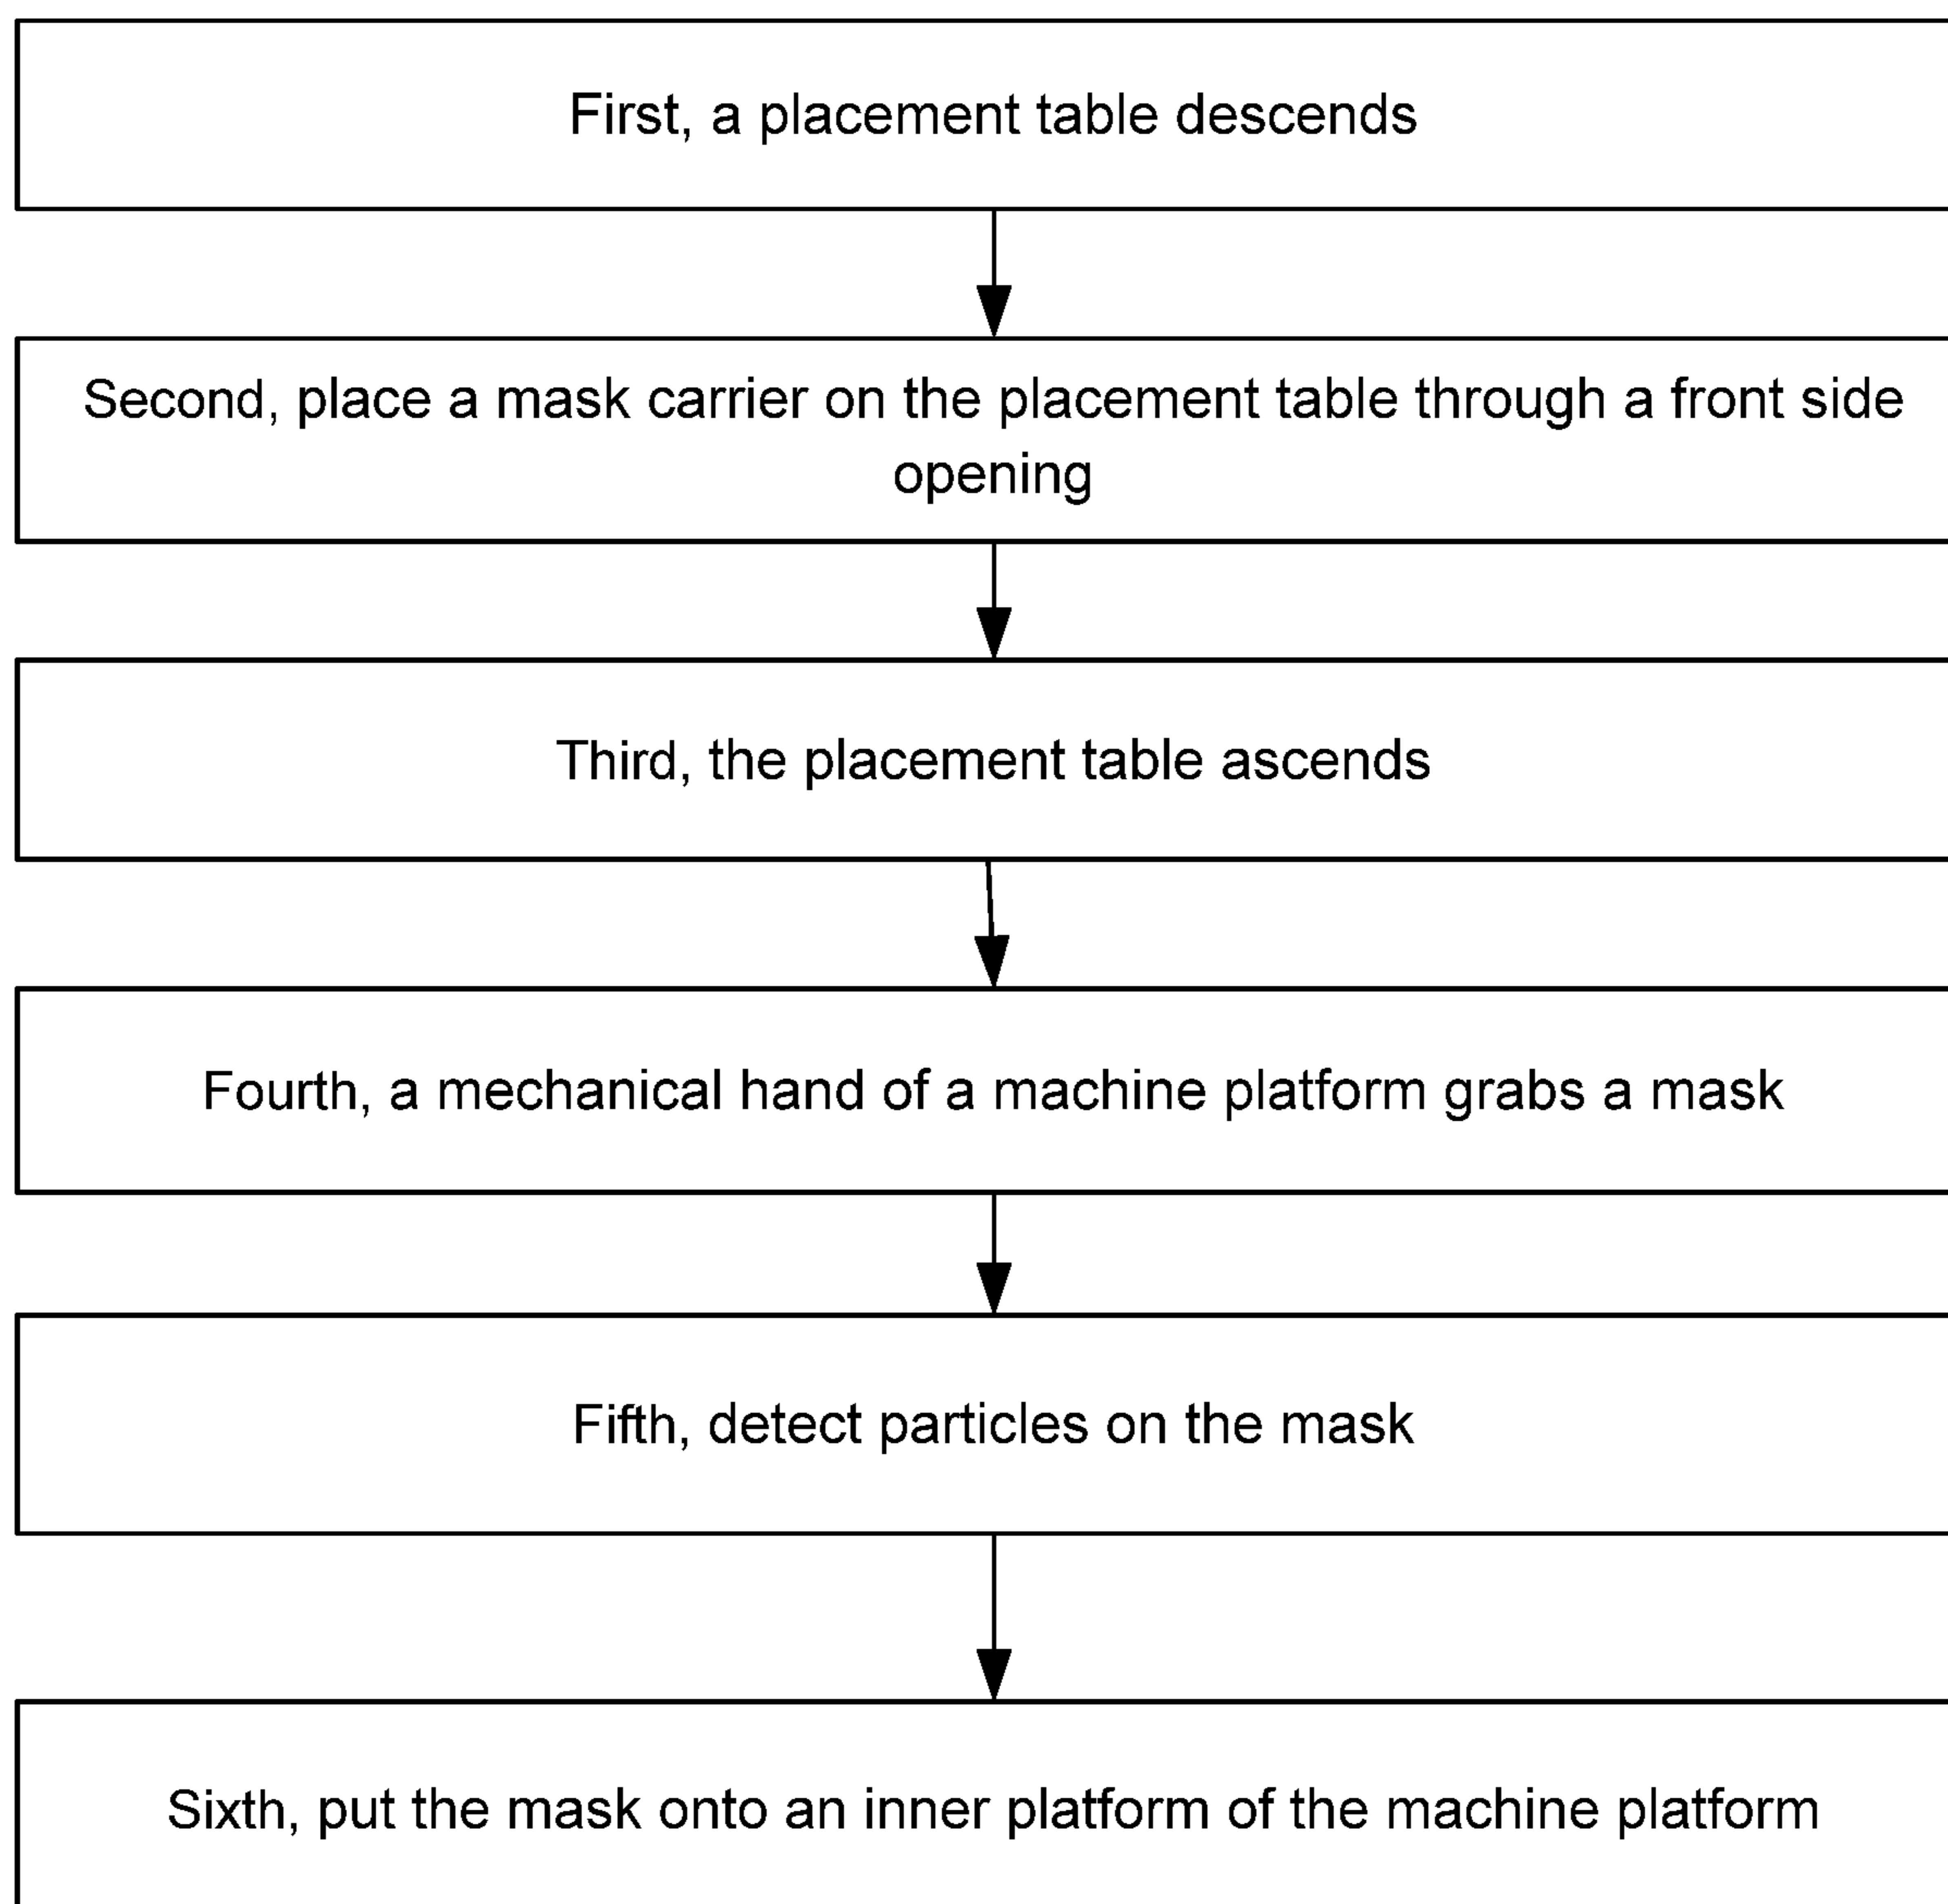 First, a placement table descends
Second, place a mask carrier on the placement table through a front side
opening
Third, the placement table ascends
Fourth, a mechanical hand of a machine platform grabs a mask
Fifth, detect particles on the mask
Sixth, put the mask onto an inner platform of the machine platform